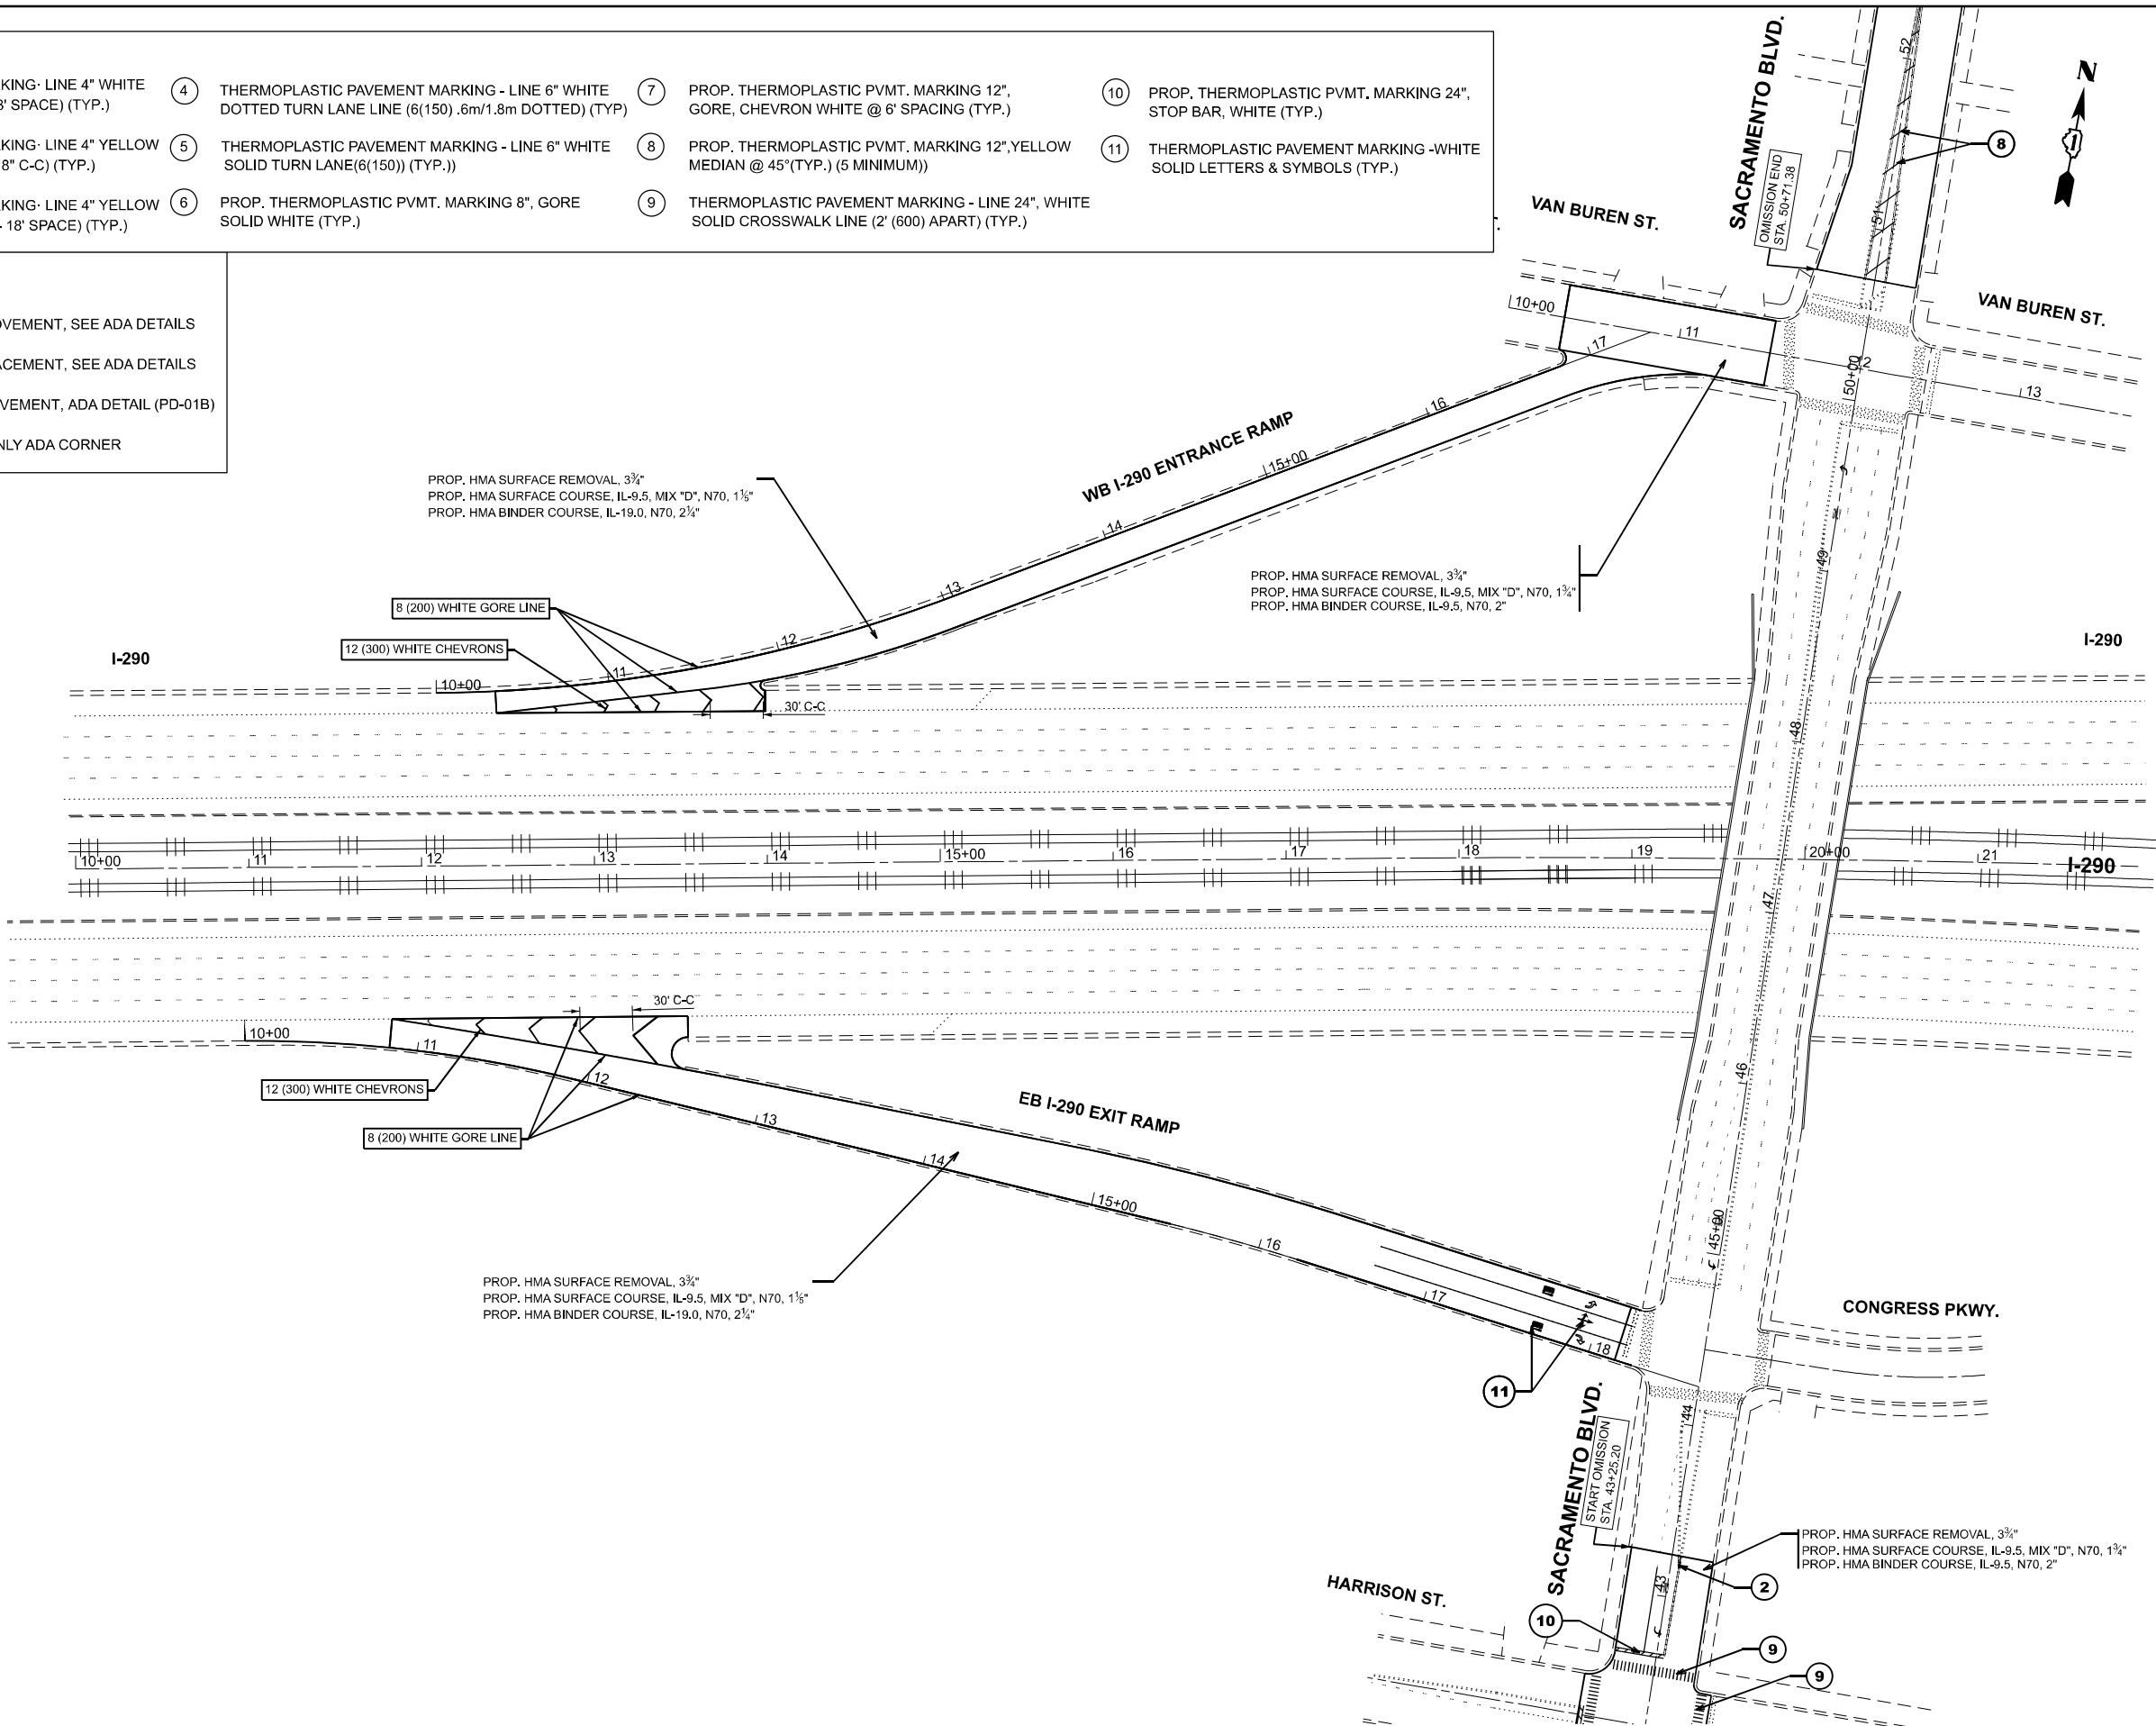 KING· LINE 4" WHITE
3' SPACE) (TYP.)
KING· LINE 4" YELLOW
8" C-C) (TYP.)
KING· LINE 4" YELLOW
- 18' SPACE) (TYP.)
4 THERMOPLASTIC PAVEMENT MARKING - LINE 6" WHITE
DOTTED TURN LANE LINE (6(150) .6m/1.8m DOTTED) (TYP)
5 THERMOPLASTIC PAVEMENT MARKING - LINE 6" WHITE
SOLID TURN LANE(6(150)) (TYP.))
6 PROP. THERMOPLASTIC PVMT. MARKING 8", GORE
SOLID WHITE (TYP.)
7 PROP. THERMOPLASTIC PVMT. MARKING 12",
GORE, CHEVRON WHITE @ 6' SPACING (TYP.)
8 PROP. THERMOPLASTIC PVMT. MARKING 12",YELLOW
MEDIAN @ 45°(TYP.) (5 MINIMUM))
9 THERMOPLASTIC PAVEMENT MARKING - LINE 24", WHITE
SOLID CROSSWALK LINE (2' (600) APART) (TYP.)
10 PROP. THERMOPLASTIC PVMT. MARKING 24",
STOP BAR, WHITE (TYP.)
11 THERMOPLASTIC PAVEMENT MARKING -WHITE
SOLID LETTERS & SYMBOLS (TYP.)
OVEMENT, SEE ADA DETAILS
ACEMENT, SEE ADA DETAILS
VEMENT, ADA DETAIL (PD-01B)
NLY ADA CORNER
N
1
SACRAMENTO BLVD.
OMISSION END
STA. 50+71.38
52
51
8
VAN BUREN ST.
VAN BUREN ST.
10+00
11
12
13
50+00
49
48
47
46
45+00
44
43
17
16
15+00
14
13
12
11
10+00
WB I-290 ENTRANCE RAMP
PROP. HMA SURFACE REMOVAL, 3¾"
PROP. HMA SURFACE COURSE, IL-9.5, MIX "D", N70, 1½"
PROP. HMA BINDER COURSE, IL-19.0, N70, 2¼"
PROP. HMA SURFACE REMOVAL, 3¾"
PROP. HMA SURFACE COURSE, IL-9.5, MIX "D", N70, 1¾"
PROP. HMA BINDER COURSE, IL-9.5, N70, 2"
8 (200) WHITE GORE LINE
12 (300) WHITE CHEVRONS
30' C-C
I-290
I-290
10+00
11
12
13
14
15+00
16
17
18
19
20+00
21
I-290
30' C-C
10+00
11
12
13
14
15+00
16
17
18
12 (300) WHITE CHEVRONS
8 (200) WHITE GORE LINE
EB I-290 EXIT RAMP
PROP. HMA SURFACE REMOVAL, 3¾"
PROP. HMA SURFACE COURSE, IL-9.5, MIX "D", N70, 1½"
PROP. HMA BINDER COURSE, IL-19.0, N70, 2¼"
CONGRESS PKWY.
11
SACRAMENTO BLVD.
START OMISSION
STA. 43+25.20
PROP. HMA SURFACE REMOVAL, 3¾"
PROP. HMA SURFACE COURSE, IL-9.5, MIX "D", N70, 1¾"
PROP. HMA BINDER COURSE, IL-9.5, N70, 2"
2
HARRISON ST.
10
9
9